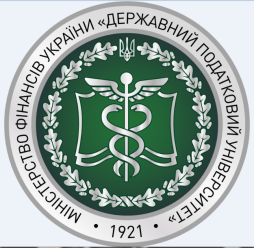 МІНІСТЕРСТВО ФІНАНСІВ УКРАЇНИ «ДЕРЖАВНИЙ ПОДАТКОВИЙ УНІВЕРСИТЕТ»
• 1921 •